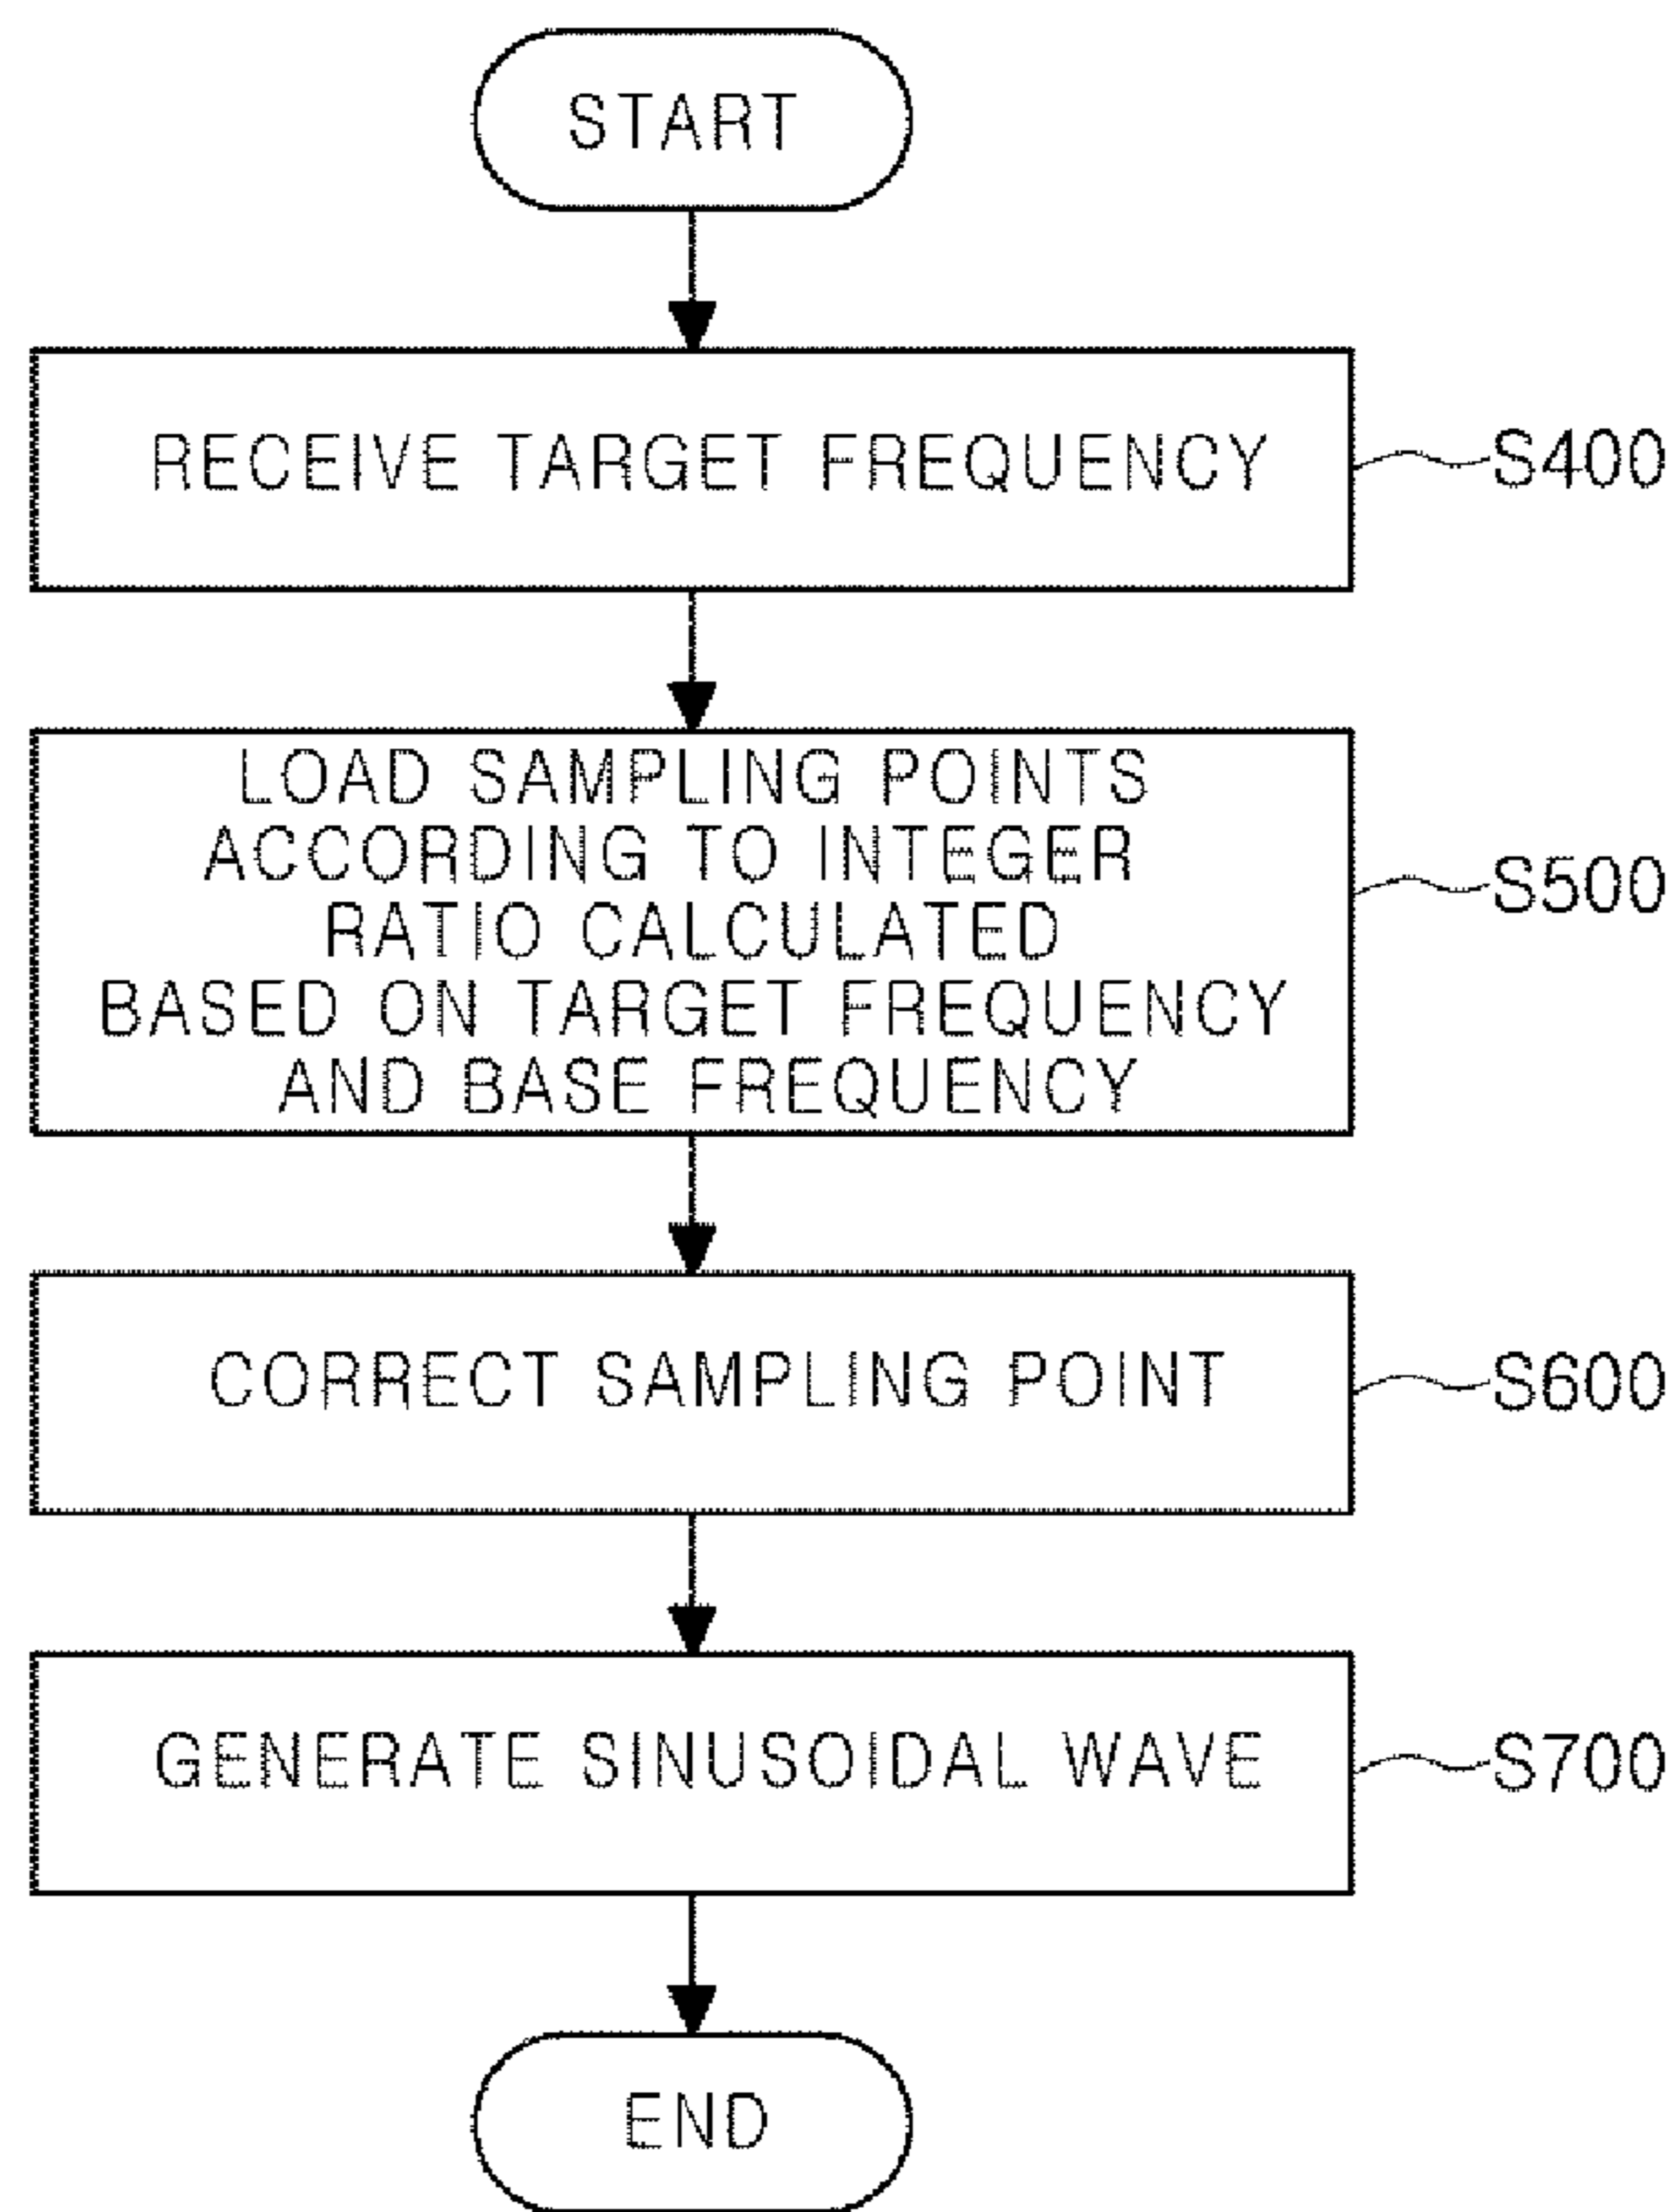 START
RECEIVE TARGET FREQUENCY
S400
LOAD SAMPLING POINTS
ACCORDING TO INTEGER
RATIO CALCULATED
BASED ON TARGET FREQUENCY
AND BASE FREQUENCY
S500
CORRECT SAMPLING POINT
S600
GENERATE SINUSOIDAL WAVE
S700
END